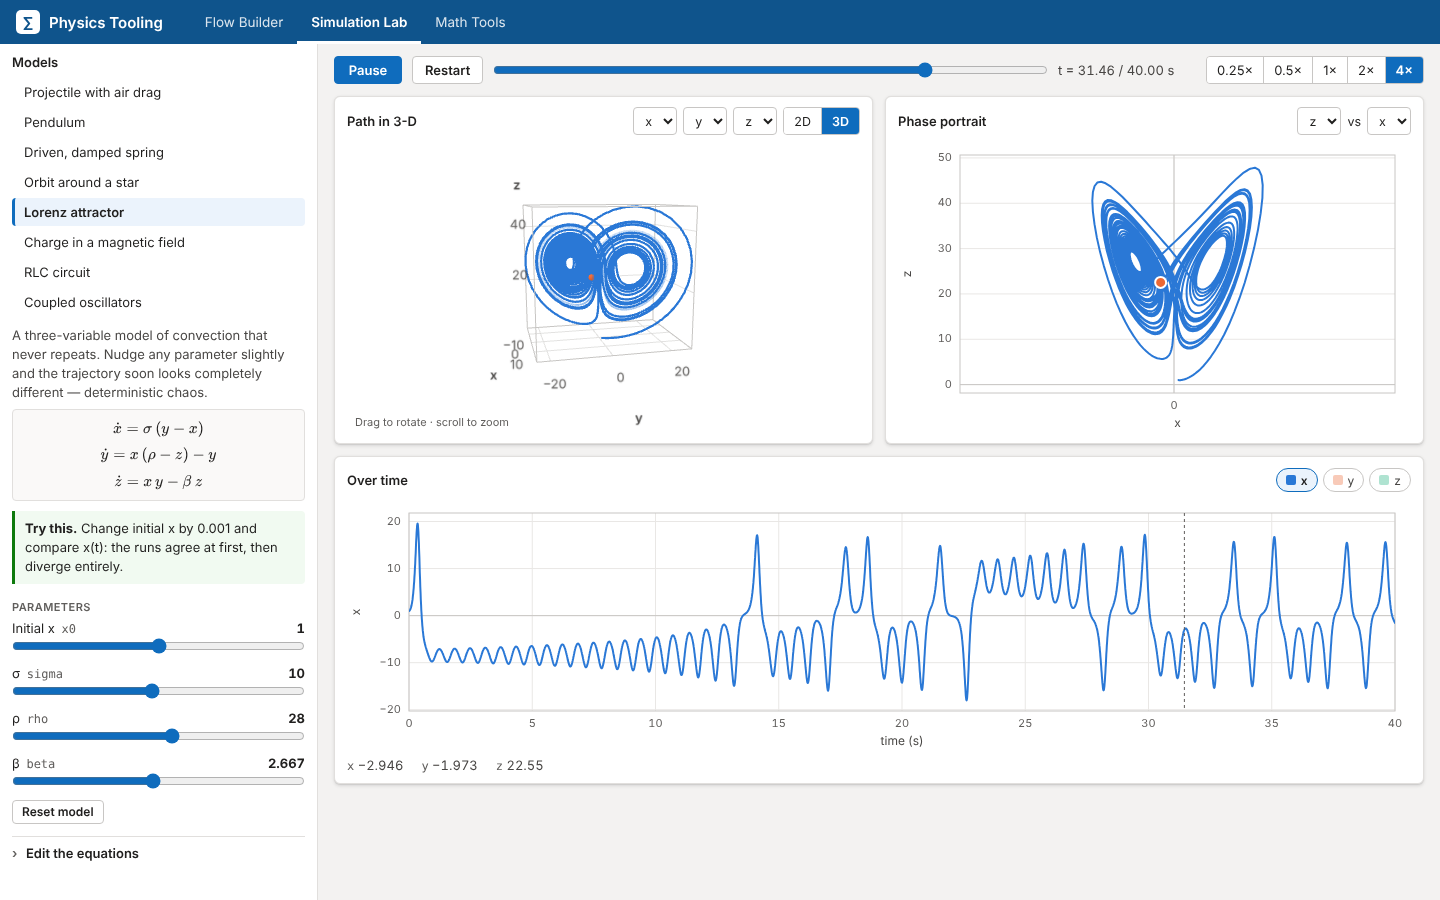 ∑ Physics Tooling Flow Builder Simulation Lab Math Tools
Models
Projectile with air drag
Pendulum
Driven, damped spring
Orbit around a star
Lorenz attractor
Charge in a magnetic field
RLC circuit
Coupled oscillators
A three-variable model of convection that
never repeats. Nudge any parameter slightly
and the trajectory soon looks completely
different — deterministic chaos.
ẋ = σ (y − x)
ẏ = x (ρ − z) − y
ż = x y − β z
Try this. Change initial x by 0.001 and
compare x(t): the runs agree at first, then
diverge entirely.
PARAMETERS
Initial x x0 1
σ sigma 10
ρ rho 28
β beta 2.667
Reset model
› Edit the equations
Pause Restart t = 31.46 / 40.00 s 0.25× 0.5× 1× 2× 4×
Path in 3-D x y z 2D 3D
z
40
20
−10
0
10
x
−20 0 20
y
Drag to rotate · scroll to zoom
Phase portrait z vs x
50
40
30
20
10
0
z
0
x
Over time x y z
20
10
0
−10
−20
x
0 5 10 15 20 25 30 35 40
time (s)
x −2.946 y −1.973 z 22.55